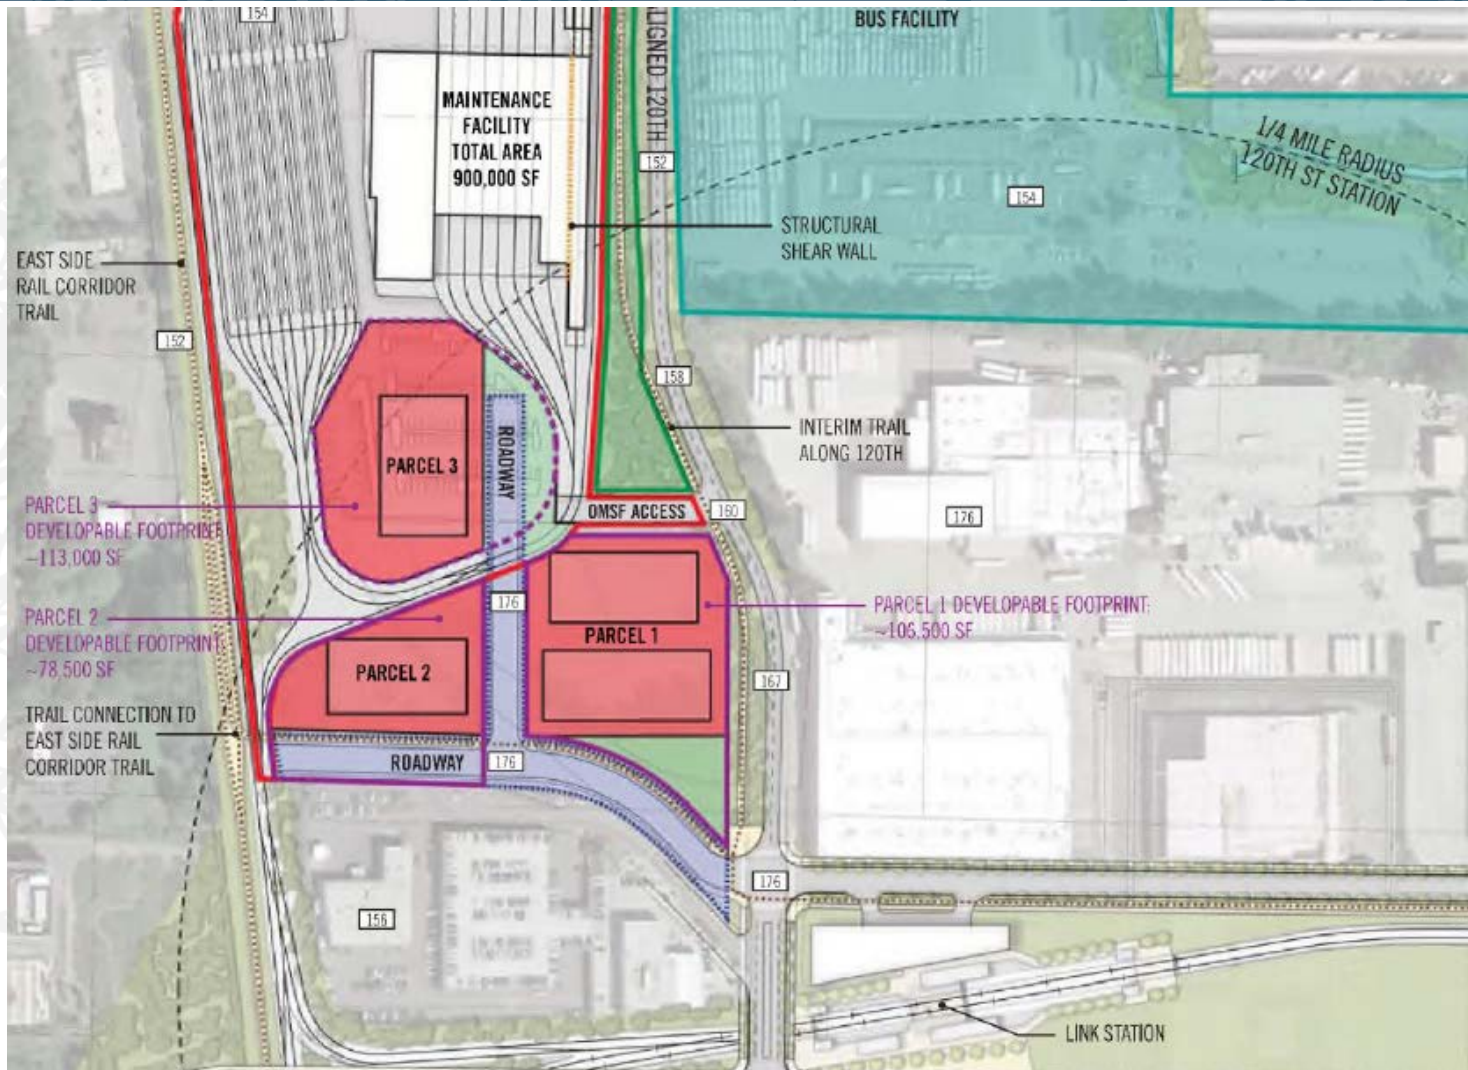 154
BUS FACILITY
ALIGNED 120TH
MAINTENANCE
FACILITY
TOTAL AREA
900,000 SF
152
1/4 MILE RADIUS
120TH ST STATION
154
STRUCTURAL
SHEAR WALL
EAST SIDE
RAIL CORRIDOR
TRAIL
152
158
INTERIM TRAIL
ALONG 120TH
ROADWAY
PARCEL 3
PARCEL 3
DEVELOPABLE FOOTPRINT:
~113,000 SF
OMSF ACCESS
160
176
PARCEL 2
DEVELOPABLE FOOTPRINT:
~78,500 SF
176
PARCEL 1 DEVELOPABLE FOOTPRINT:
~106,500 SF
PARCEL 1
PARCEL 2
167
TRAIL CONNECTION TO
EAST SIDE RAIL
CORRIDOR TRAIL
ROADWAY
176
176
156
LINK STATION